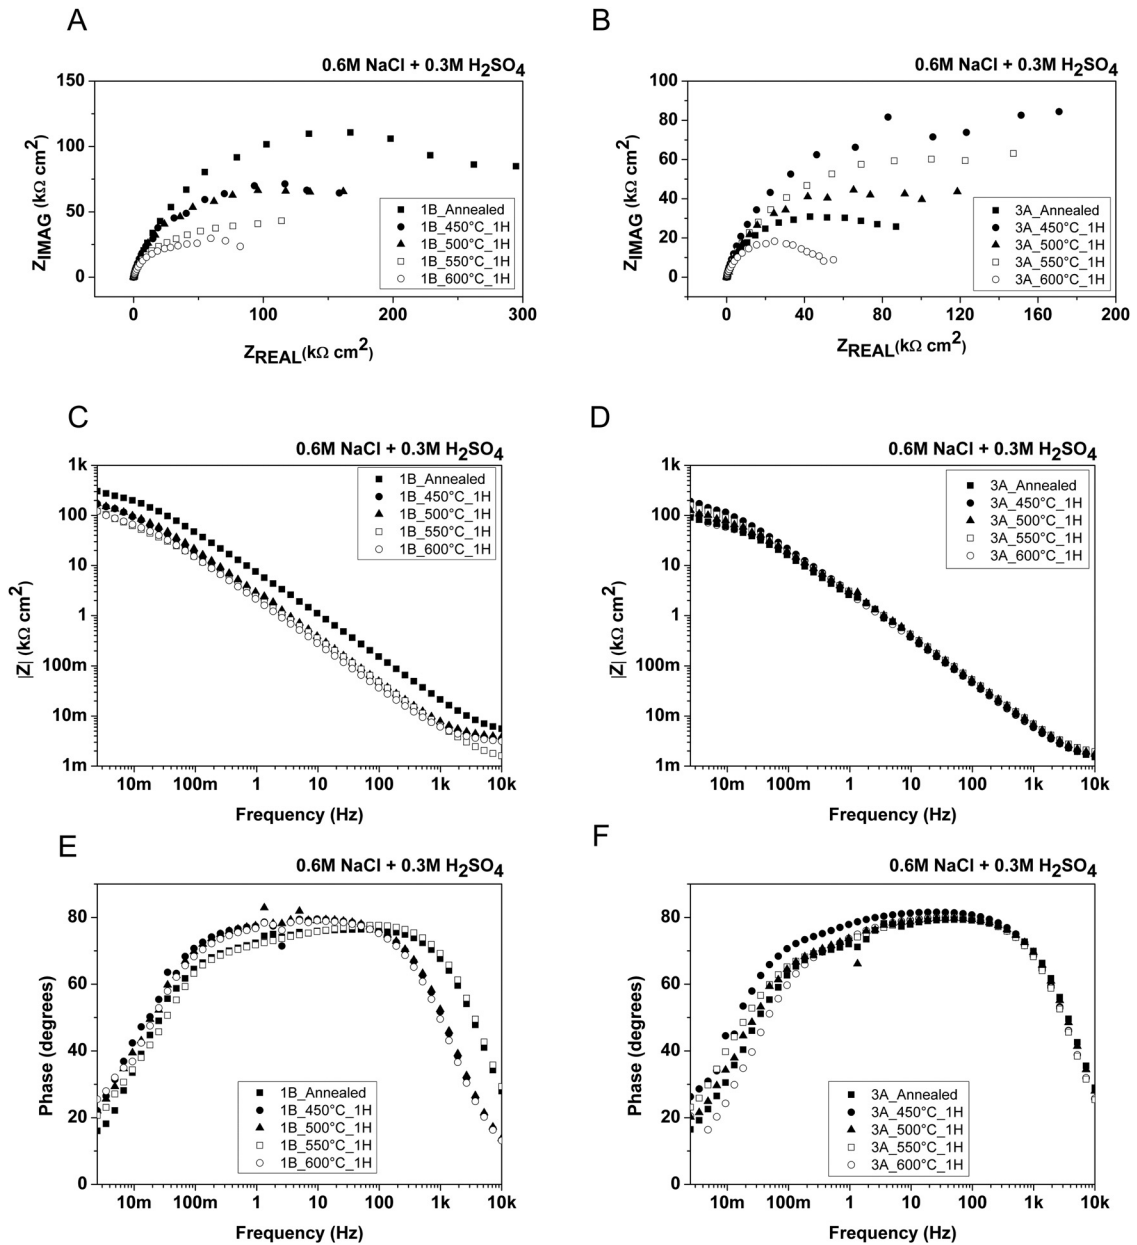 A
0.6M NaCl + 0.3M H2SO4
150
100
50
0
ZIMAG (kΩ cm2)
1B_Annealed
1B_450°C_1H
1B_500°C_1H
1B_550°C_1H
1B_600°C_1H
0
100
200
300
ZREAL(kΩ cm2)
B
0.6M NaCl + 0.3M H2SO4
100
80
60
40
20
0
ZIMAG (kΩ cm2)
3A_Annealed
3A_450°C_1H
3A_500°C_1H
3A_550°C_1H
3A_600°C_1H
0
40
80
120
160
200
ZREAL(kΩ cm2)
C
0.6M NaCl + 0.3M H2SO4
1k
100
10
1
100m
10m
1m
|Z| (kΩ cm2)
1B_Annealed
1B_450°C_1H
1B_500°C_1H
1B_550°C_1H
1B_600°C_1H
10m
100m
1
10
100
1k
10k
Frequency (Hz)
D
0.6M NaCl + 0.3M H2SO4
1k
100
10
1
100m
10m
1m
|Z| (kΩ cm2)
3A_Annealed
3A_450°C_1H
3A_500°C_1H
3A_550°C_1H
3A_600°C_1H
10m
100m
1
10
100
1k
10k
Frequency (Hz)
E
0.6M NaCl + 0.3M H2SO4
80
60
40
20
0
Phase (degrees)
1B_Annealed
1B_450°C_1H
1B_500°C_1H
1B_550°C_1H
1B_600°C_1H
10m
100m
1
10
100
1k
10k
Frequency (Hz)
F
0.6M NaCl + 0.3M H2SO4
80
60
40
20
0
Phase (degrees)
3A_Annealed
3A_450°C_1H
3A_500°C_1H
3A_550°C_1H
3A_600°C_1H
10m
100m
1
10
100
1k
10k
Frequency (Hz)